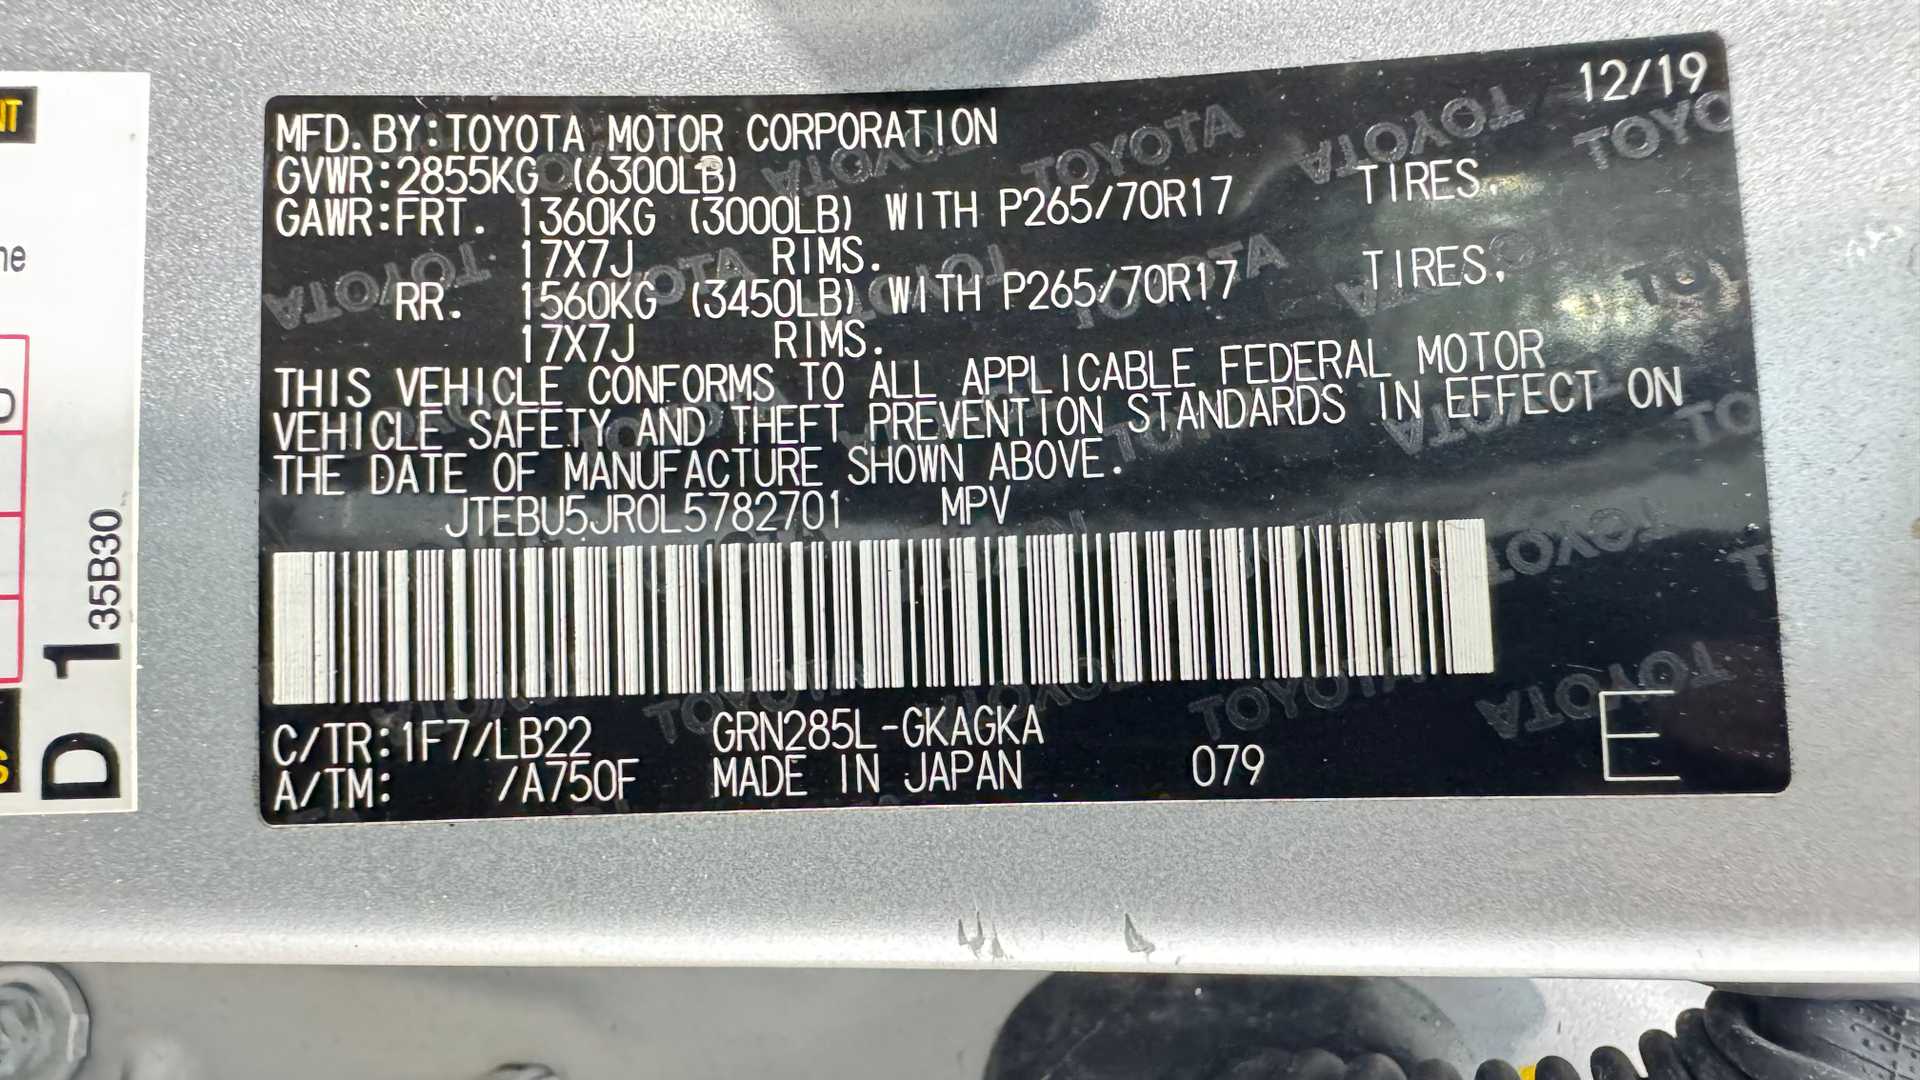 12/19
MFD.BY:TOYOTA MOTOR CORPORATION
GVWR:2855KG (6300LB)
GAWR:FRT. 1360KG (3000LB) WITH P265/70R17 TIRES,
17X7J RIMS.
RR. 1560KG (3450LB) WITH P265/70R17 TIRES,
17X7J RIMS.
THIS VEHICLE CONFORMS TO ALL APPLICABLE FEDERAL MOTOR
VEHICLE SAFETY AND THEFT PREVENTION STANDARDS IN EFFECT ON
THE DATE OF MANUFACTURE SHOWN ABOVE.
JTEBU5JR0L5782701 MPV
C/TR:1F7/LB22 GRN285L-GKAGKA
A/TM: /A750F MADE IN JAPAN 079 E
D 1 35B30